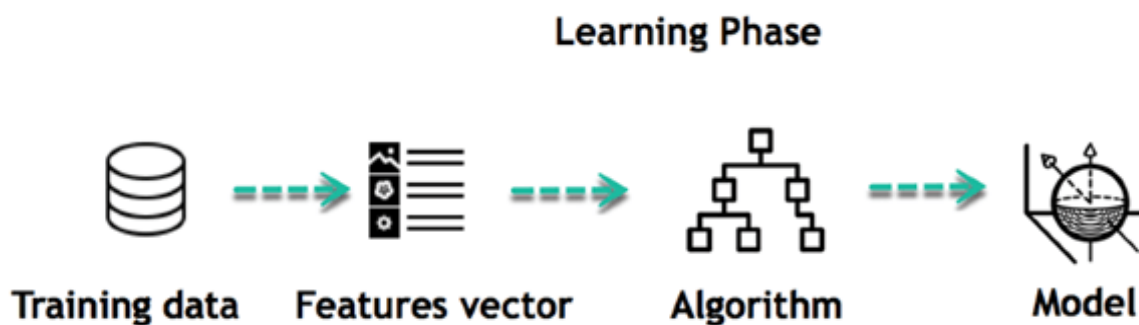 Learning Phase
Training data
Features vector
Algorithm
Model